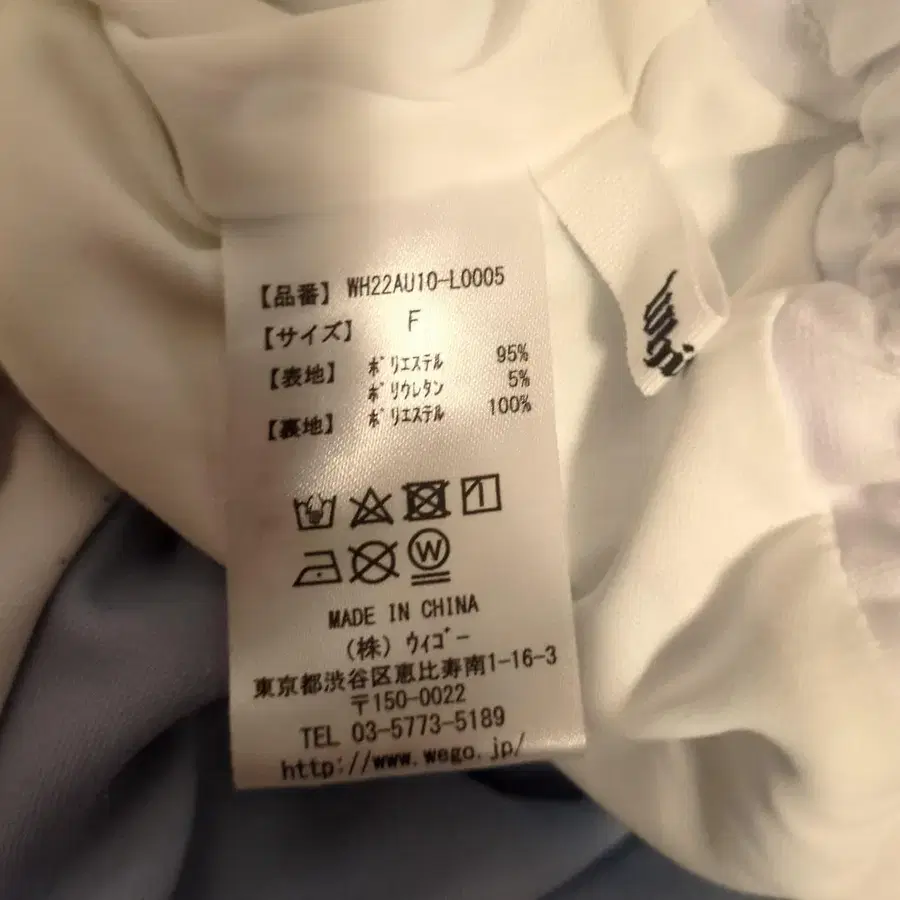 【品番】 WH22AU10-L0005
【サイズ】 F
【表地】 ポリエステル 95%
ポリウレタン 5%
【裏地】 ポリエステル 100%
W
MADE IN CHINA
(株) ウィゴー
東京都渋谷区恵比寿南1-16-3
〒150-0022
TEL 03-5773-5189
http://www.wego.jp/